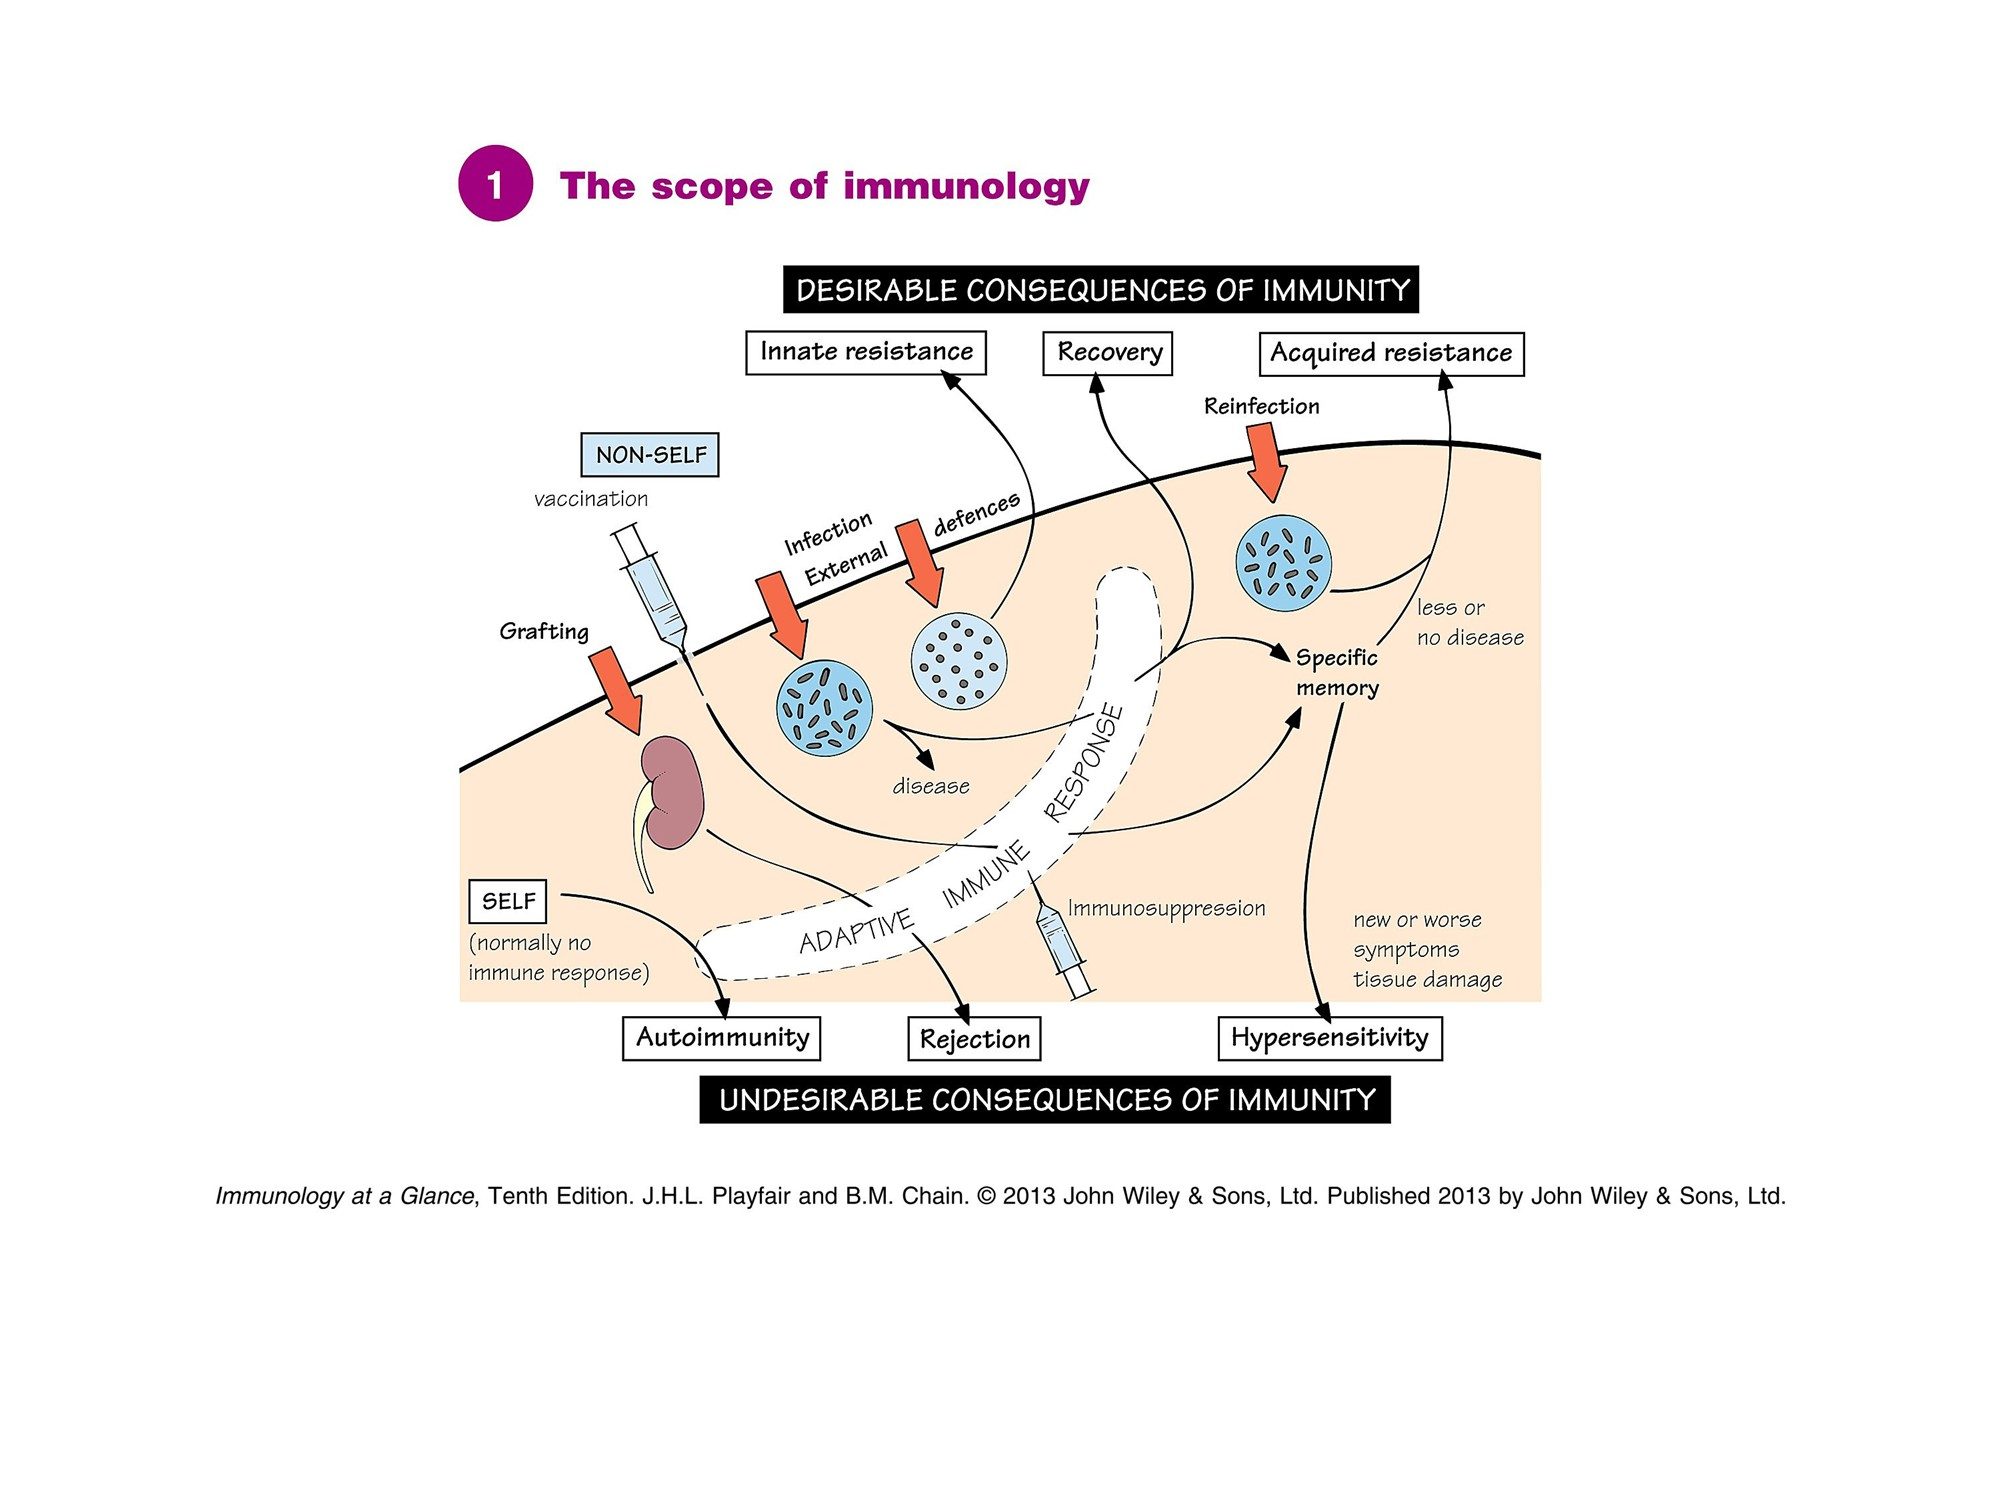 1 The scope of immunology
DESIRABLE CONSEQUENCES OF IMMUNITY
Innate resistance
Recovery
Acquired resistance
Reinfection
NON-SELF
vaccination
Infection
External defences
Grafting
less or
no disease
Specific
memory
disease
ADAPTIVE IMMUNE RESPONSE
SELF
(normally no
immune response)
Immunosuppression
new or worse
symptoms
tissue damage
Autoimmunity
Rejection
Hypersensitivity
UNDESIRABLE CONSEQUENCES OF IMMUNITY
Immunology at a Glance, Tenth Edition. J.H.L. Playfair and B.M. Chain. © 2013 John Wiley & Sons, Ltd. Published 2013 by John Wiley & Sons, Ltd.